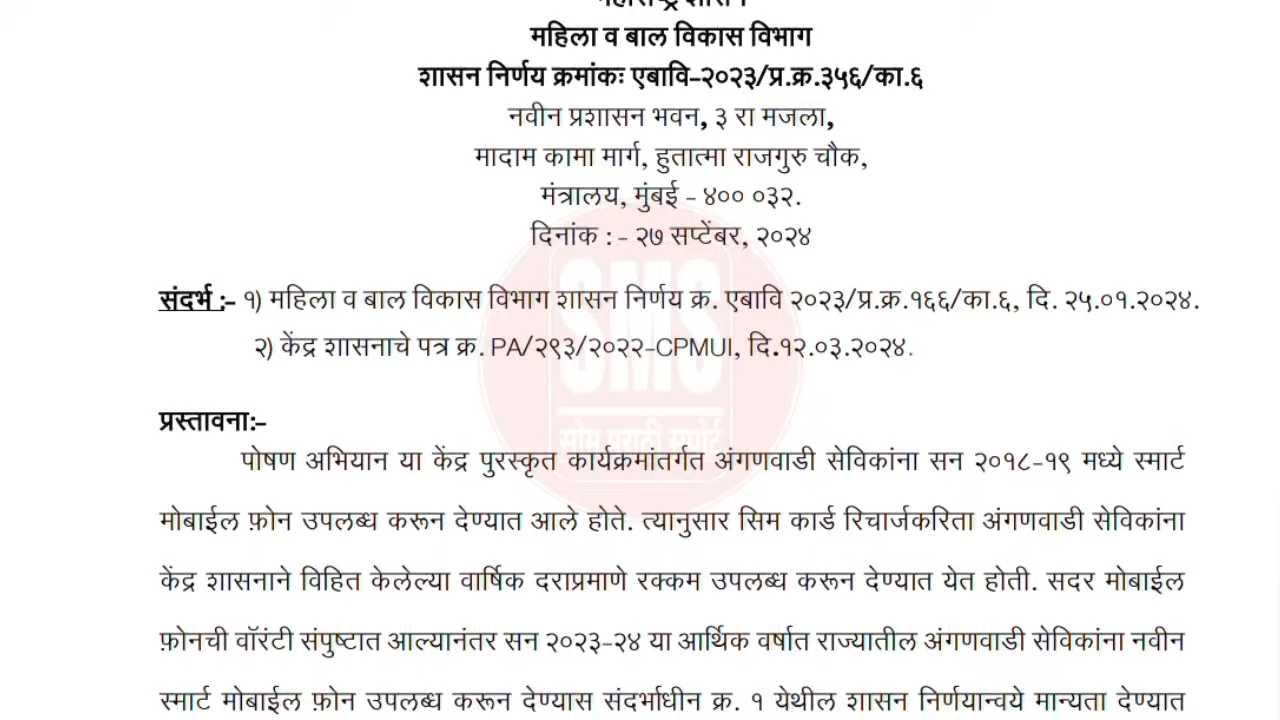 महाराष्ट्र शासन
महिला व बाल विकास विभाग
शासन निर्णय क्रमांकः एबावि-२०२३/प्र.क्र.३५६/का.६
नवीन प्रशासन भवन, ३ रा मजला,
मादाम कामा मार्ग, हुतात्मा राजगुरु चौक,
मंत्रालय, मुंबई - ४०० ०३२.
दिनांक : - २७ सप्टेंबर, २०२४
संदर्भ :- १) महिला व बाल विकास विभाग शासन निर्णय क्र. एबावि २०२३/प्र.क्र.१६६/का.६, दि. २५.०१.२०२४.
२) केंद्र शासनाचे पत्र क्र. PA/२९३/२०२२-CPMUI, दि.१२.०३.२०२४.
SMS
प्रस्तावना:-
पोषण अभियान या केंद्र पुरस्कृत कार्यक्रमांतर्गत अंगणवाडी सेविकांना सन २०१८-१९ मध्ये स्मार्ट
मोबाईल फ़ोन उपलब्ध करून देण्यात आले होते. त्यानुसार सिम कार्ड रिचार्जकरिता अंगणवाडी सेविकांना
केंद्र शासनाने विहित केलेल्या वार्षिक दराप्रमाणे रक्कम उपलब्ध करून देण्यात येत होती. सदर मोबाईल
फ़ोनची वॉरंटी संपुष्टात आल्यानंतर सन २०२३-२४ या आर्थिक वर्षात राज्यातील अंगणवाडी सेविकांना नवीन
स्मार्ट मोबाईल फ़ोन उपलब्ध करून देण्यास संदर्भाधीन क्र. १ येथील शासन निर्णयान्वये मान्यता देण्यात